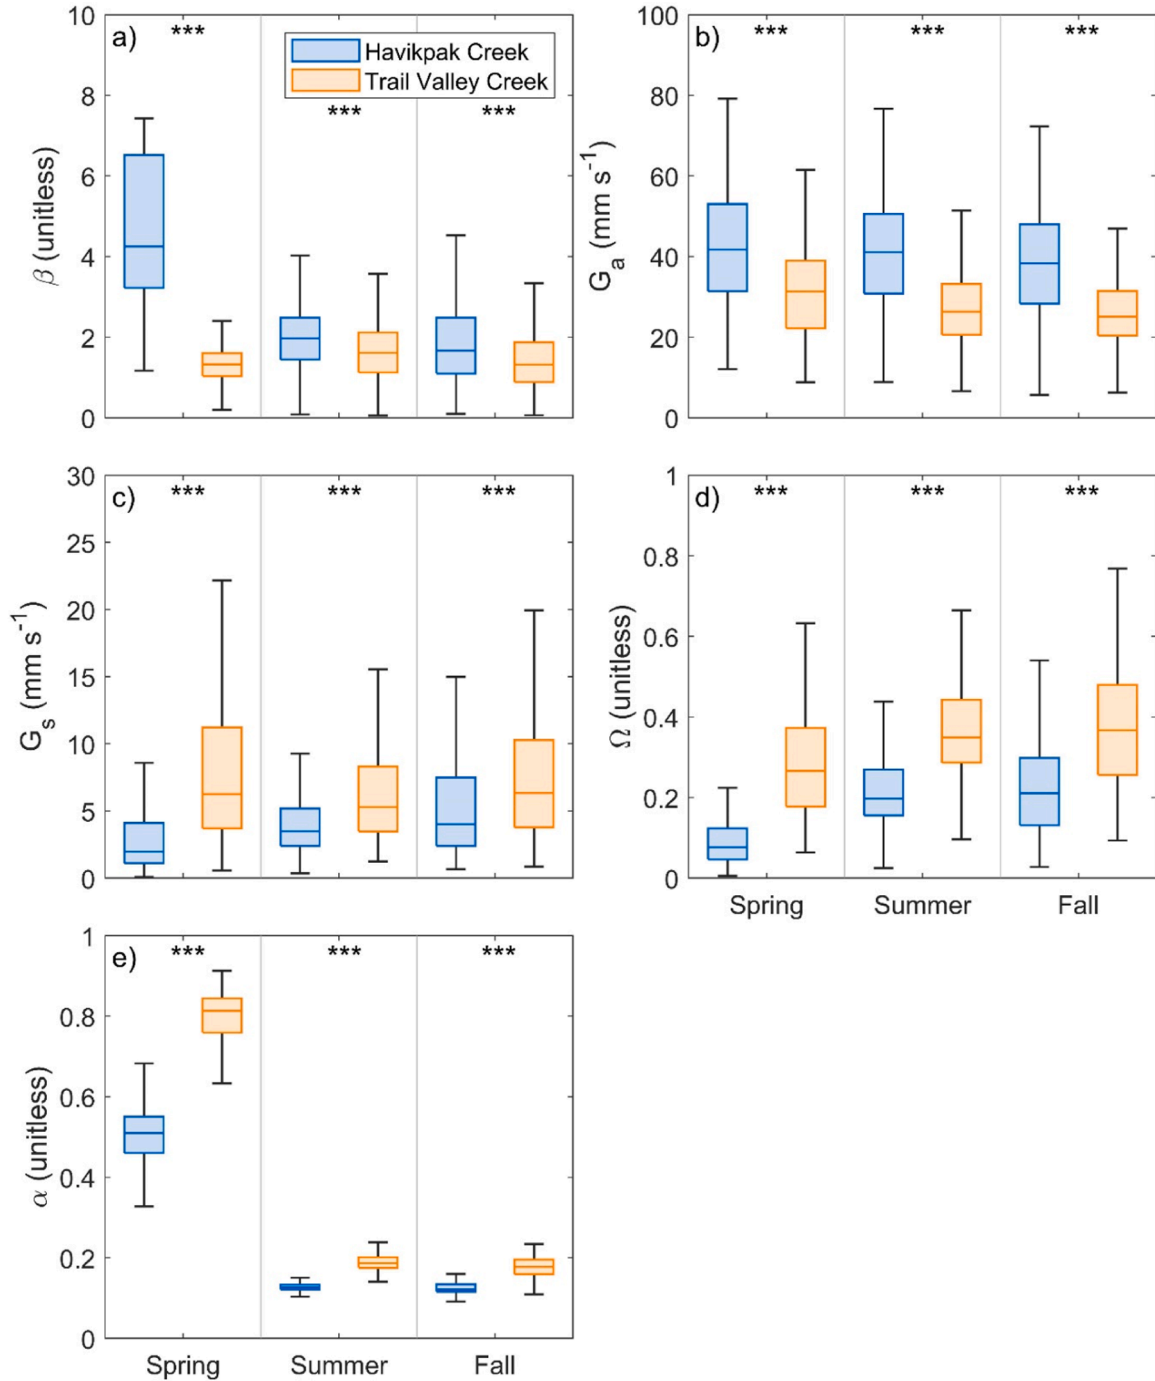 a)
***
Havikpak Creek
Trail Valley Creek
***
***
10
8
6
4
2
0
β (unitless)
b)
***
***
***
100
80
60
40
20
0
G_a (mm s⁻¹)
c)
***
***
***
30
25
20
15
10
5
0
G_s (mm s⁻¹)
d)
***
***
***
1
0.8
0.6
0.4
0.2
0
Ω (unitless)
Spring
Summer
Fall
e)
***
***
***
1
0.8
0.6
0.4
0.2
0
α (unitless)
Spring
Summer
Fall